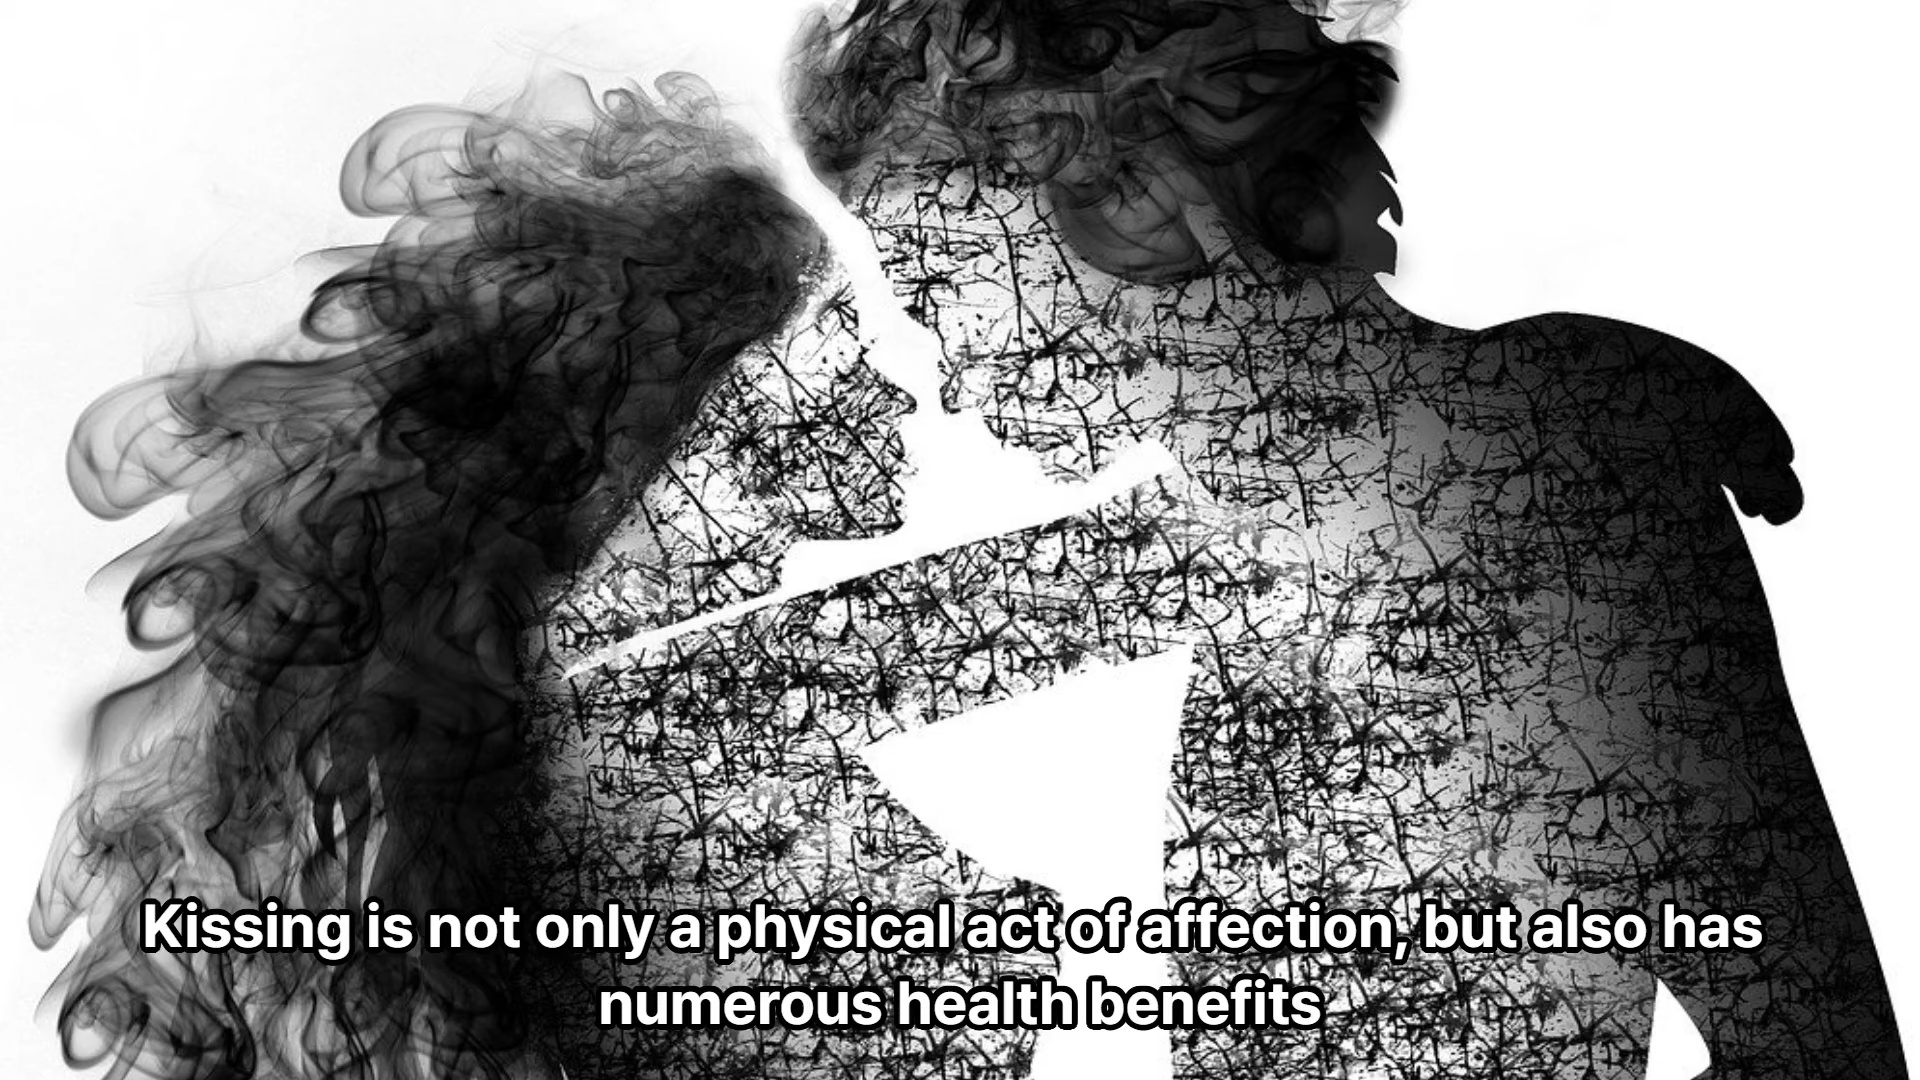 Kissing is not only a physical act of affection, but also has
numerous health benefits